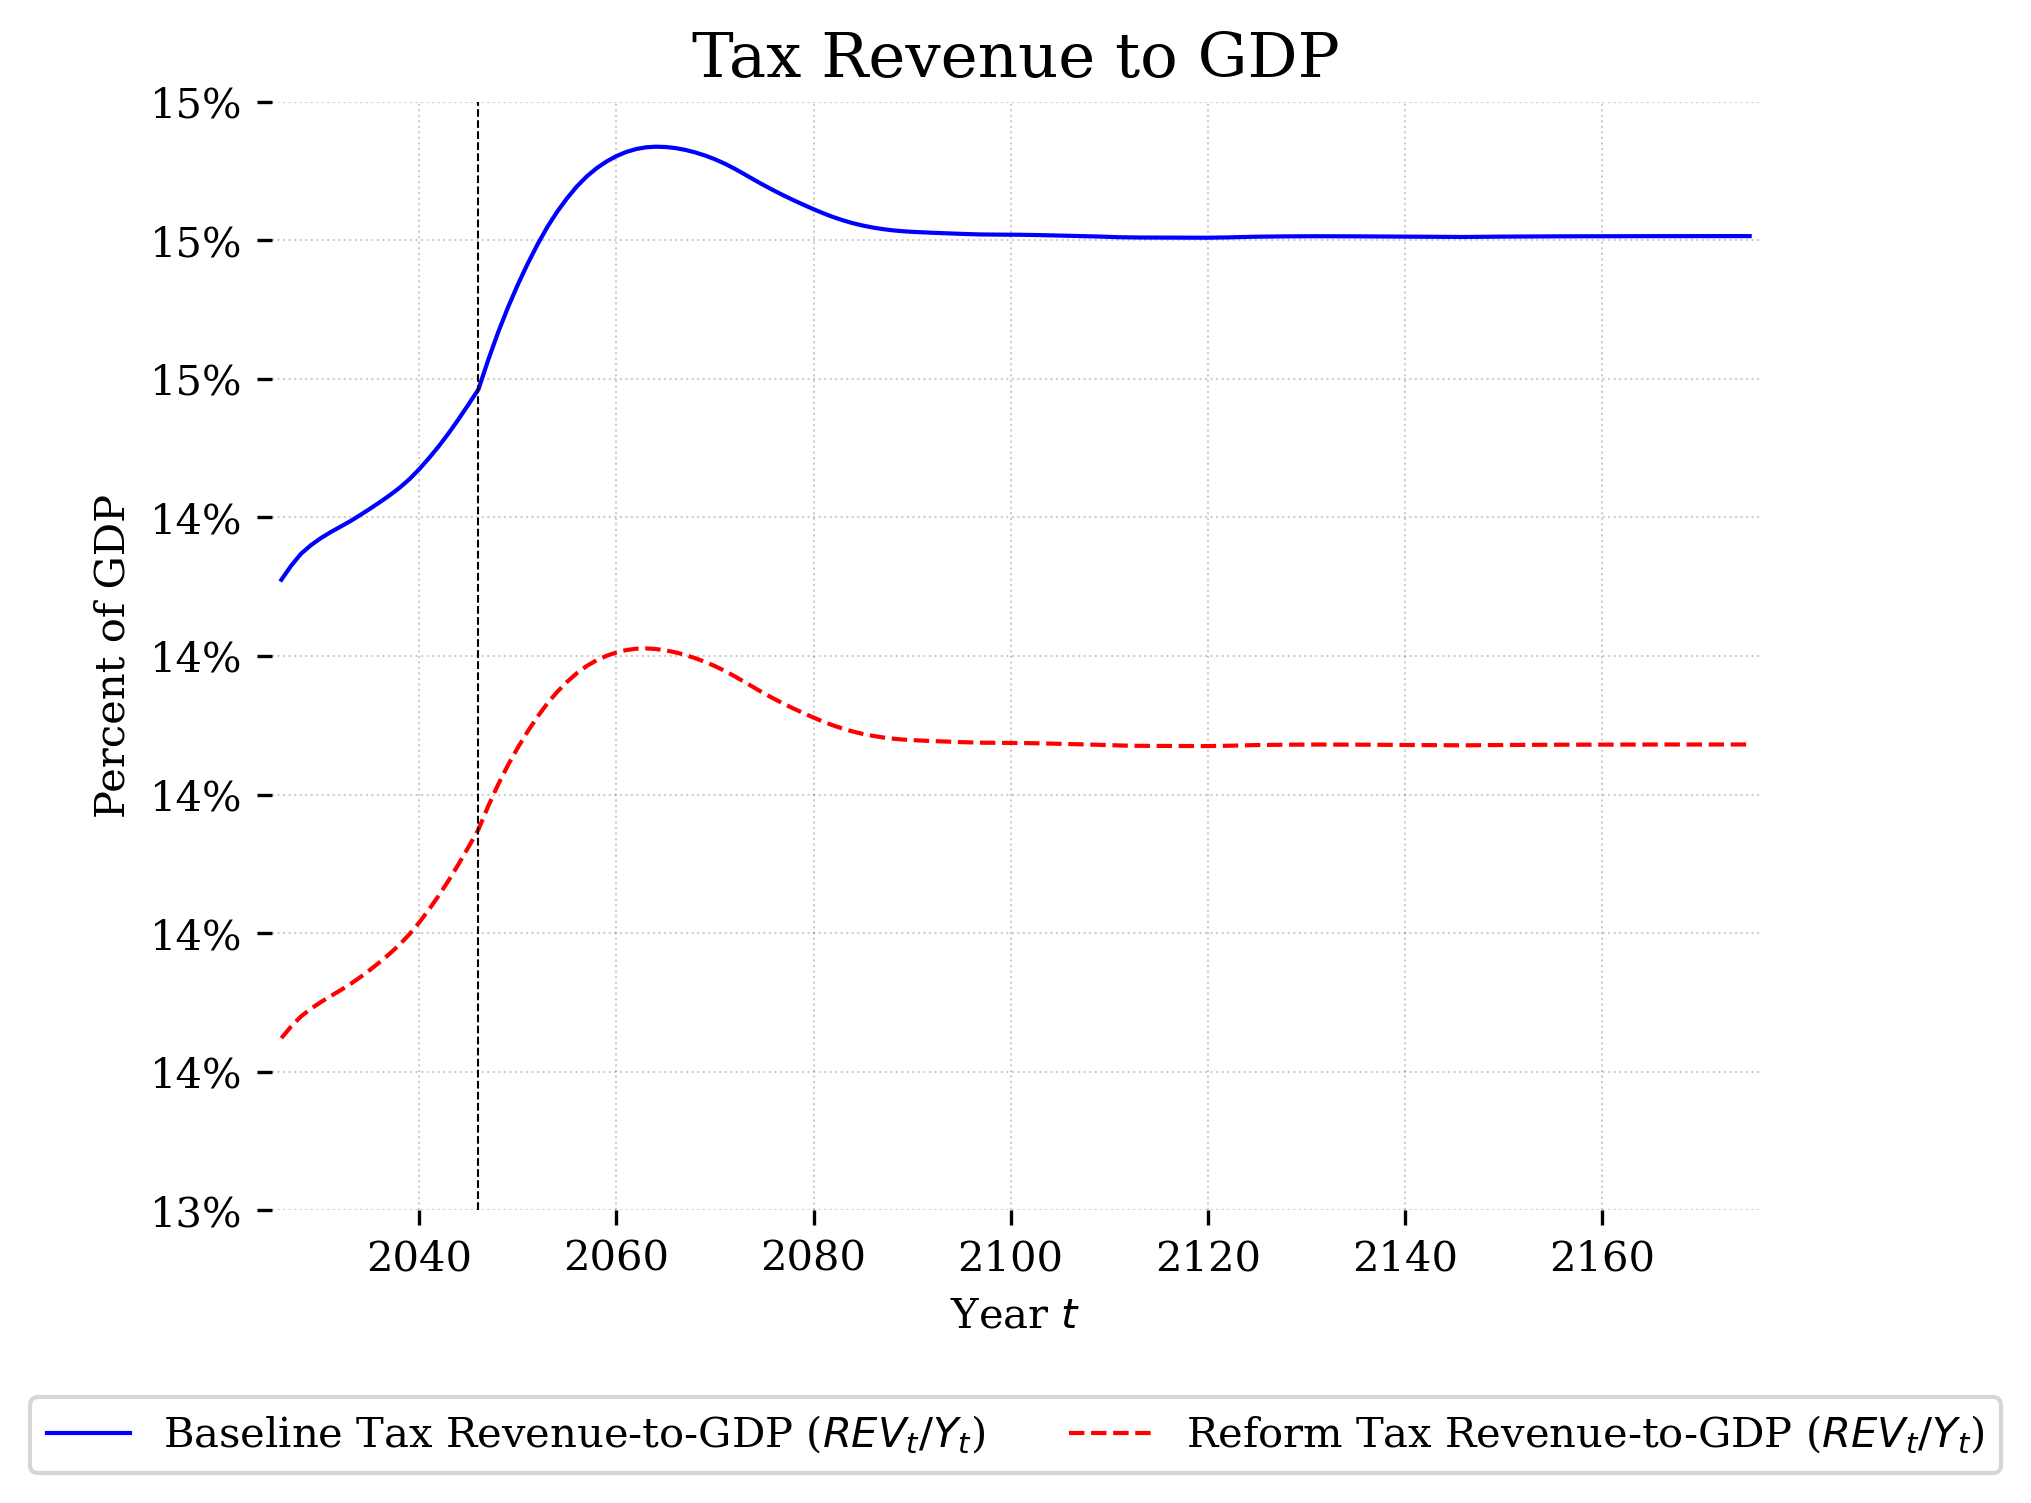 Tax Revenue to GDP
15%
15%
15%
14%
14%
14%
14%
14%
13%
Percent of GDP
2040 2060 2080 2100 2120 2140 2160
Year t
Baseline Tax Revenue-to-GDP (REVₜ/Yₜ) Reform Tax Revenue-to-GDP (REVₜ/Yₜ)